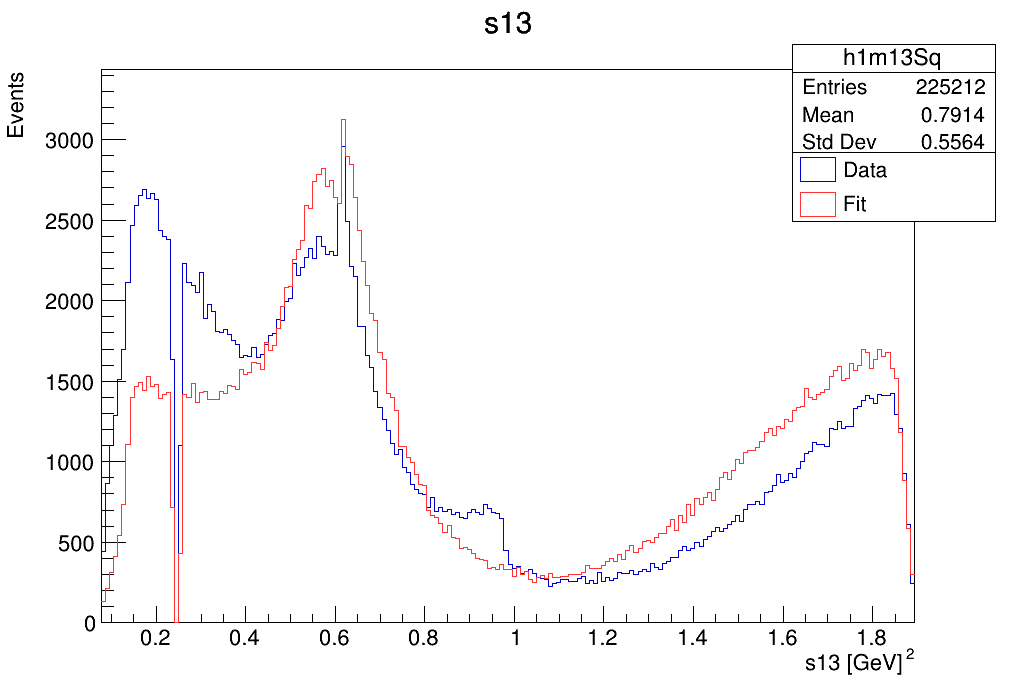 s13
h1m13Sq
Entries 225212
Mean 0.7914
Std Dev 0.5564
Data
Fit
Events
3000
2500
2000
1500
1000
500
0
0.2 0.4 0.6 0.8 1 1.2 1.4 1.6 1.8
s13 [GeV]²